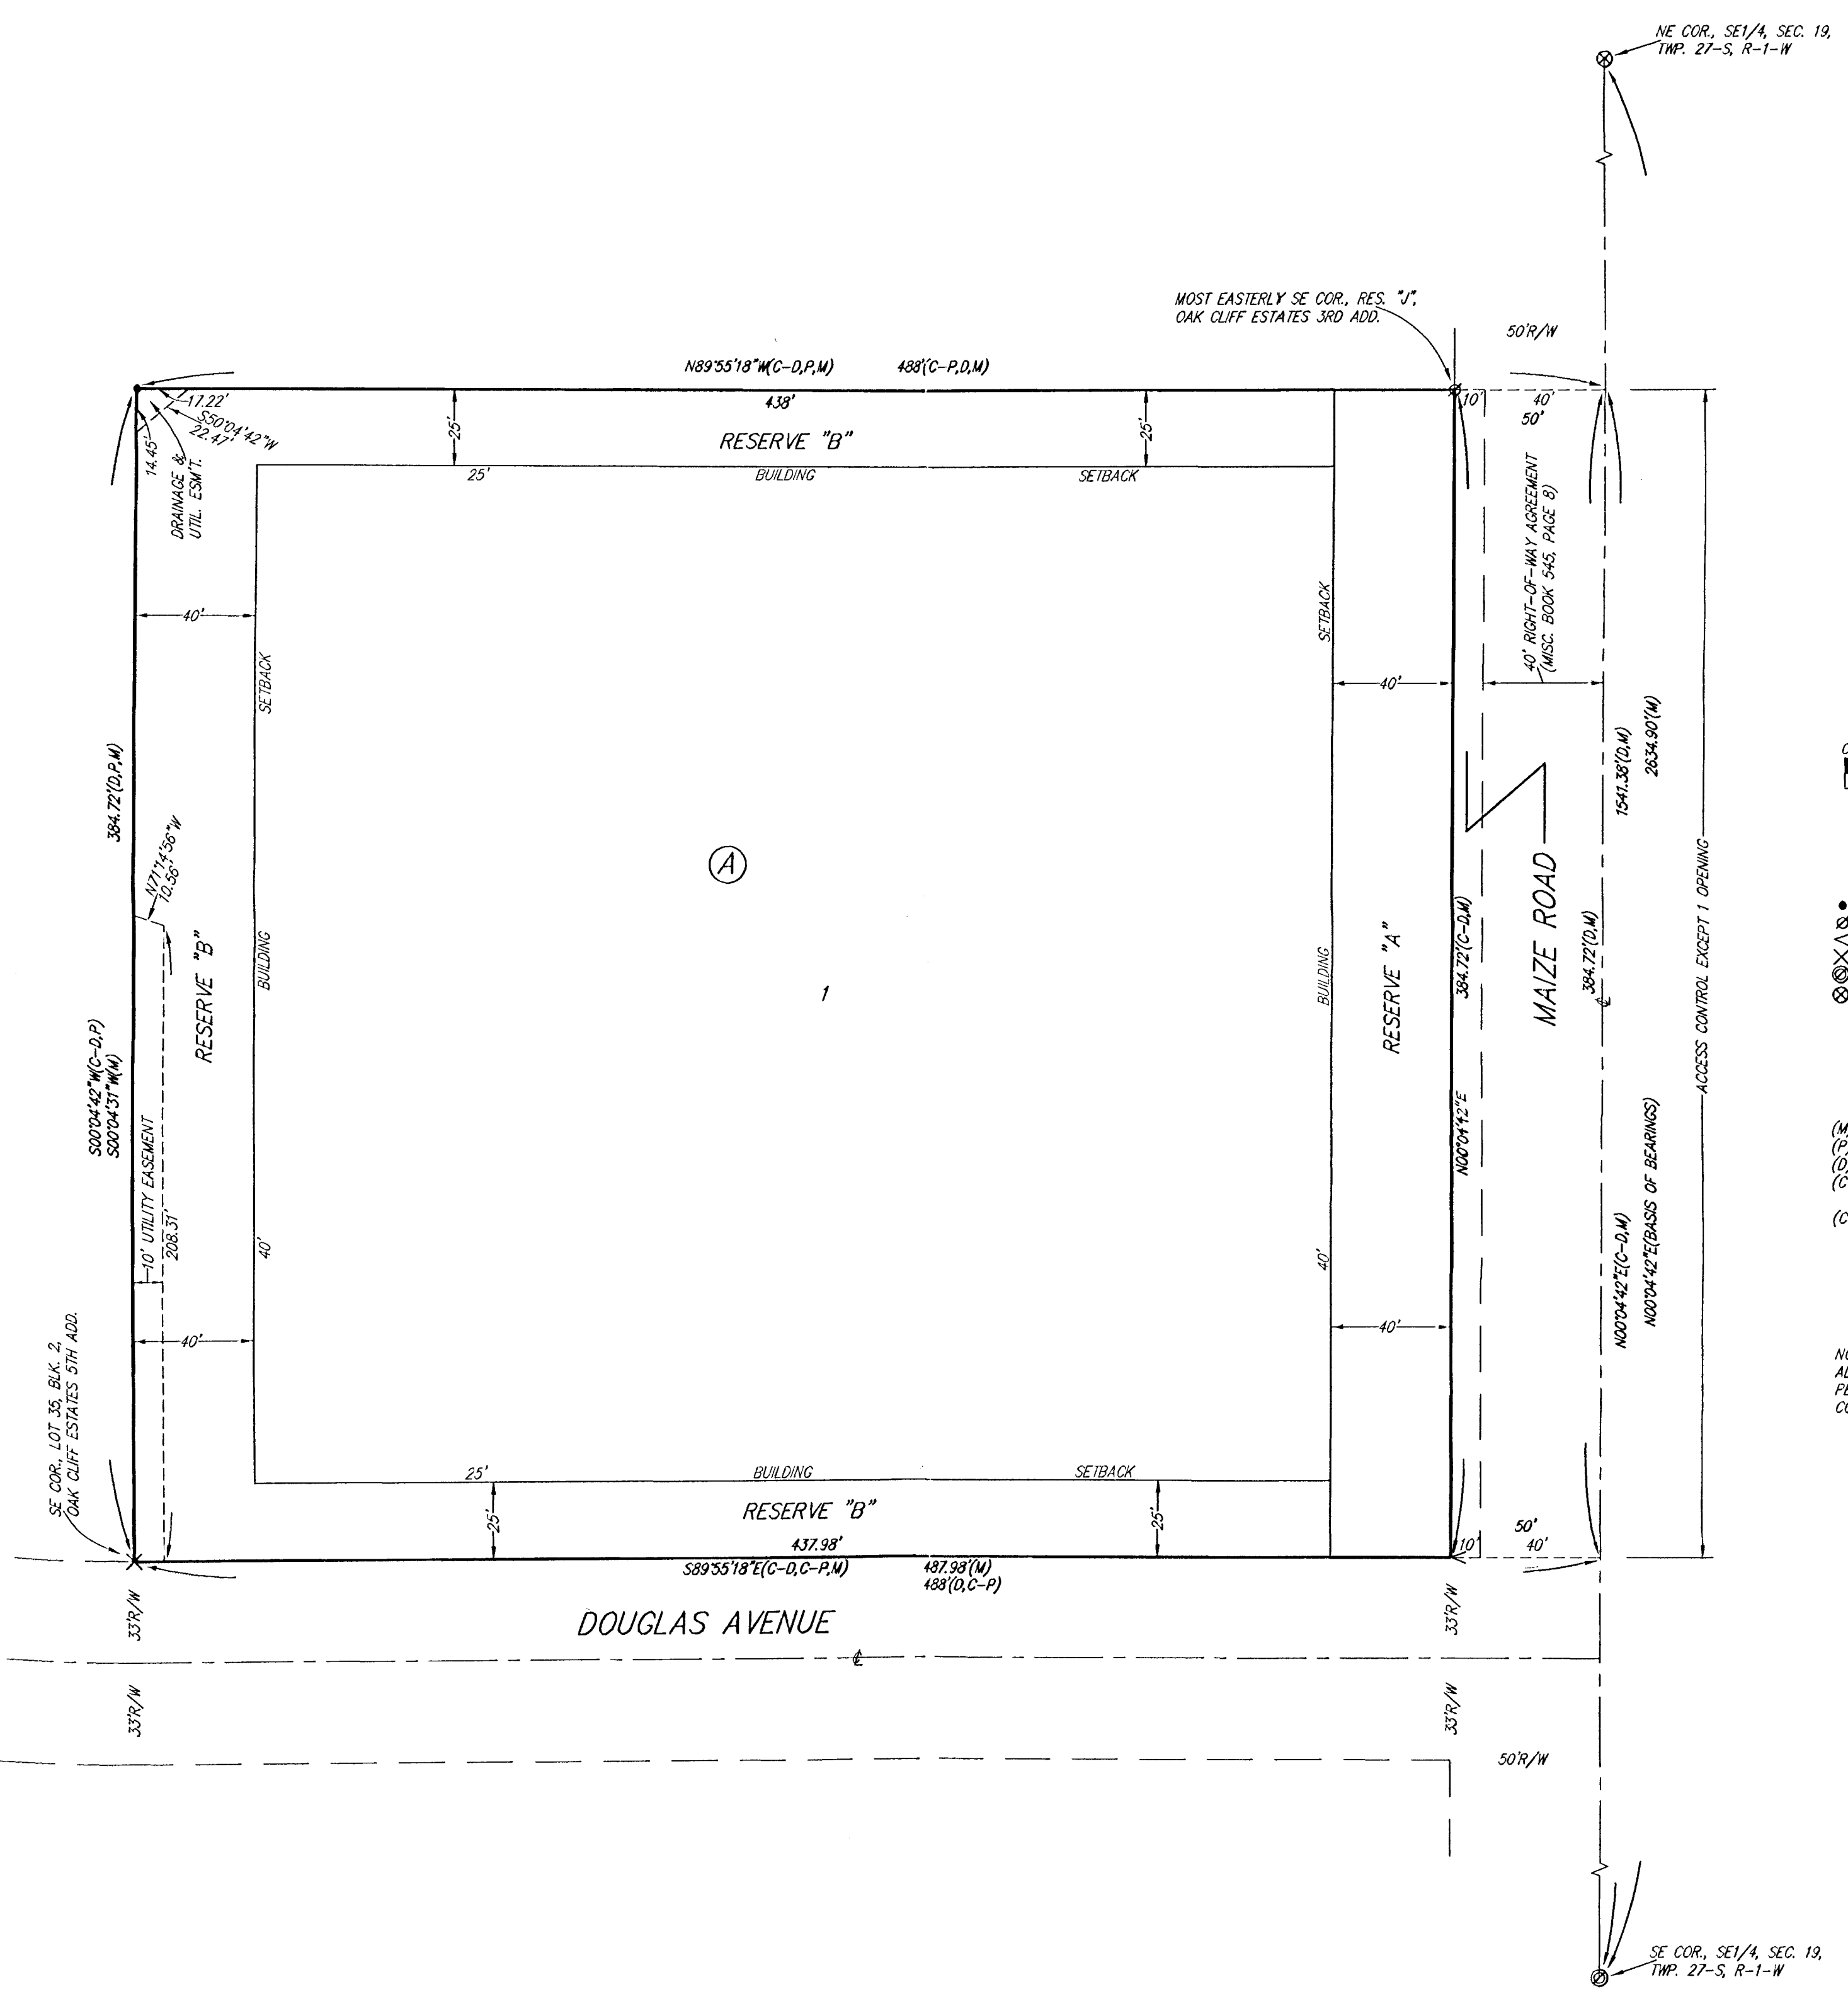 NE COR., SE1/4, SEC. 19,
TWP. 27-S, R-1-W
MOST EASTERLY SE COR., RES. "J",
OAK CLIFF ESTATES 3RD ADD.
50'R/W
N89°55'18"W(C-D,P,M)
488'(C-P,D,M)
438'
10'
40'
50'
17.22'
S50°04'42"W
22.47'
14.45'
DRAINAGE &
UTIL. ESM'T.
25'
RESERVE "B"
25'
25'
BUILDING
SETBACK
40' RIGHT-OF-WAY AGREEMENT
(MISC. BOOK 545, PAGE 8)
40'
SETBACK
SETBACK
40'
384.72'(D,P,M)
1541.38'(D,M)
2634.90'(M)
N71°14'56"W
10.56'
A
MAIZE ROAD
ACCESS CONTROL EXCEPT 1 OPENING
RESERVE "B"
BUILDING
1
BUILDING
RESERVE "A"
384.72'(C-D,M)
384.72'(D,M)
S00°04'42"W(C-D,P)
S00°04'31"W(M)
10' UTILITY EASEMENT
208.31'
N00°04'42"E
N00°04'42"E(C-D,M)
N00°04'42"E(BASIS OF BEARINGS)
40'
40'
40'
40'
SE COR., LOT 35, BLK. 2,
OAK CLIFF ESTATES 5TH ADD.
25'
BUILDING
SETBACK
25'
RESERVE "B"
25'
437.98'
50'
10'
40'
S89°55'18"E(C-D,C-P,M)
487.98'(M)
488'(D,C-P)
33'R/W
DOUGLAS AVENUE
33'R/W
33'R/W
33'R/W
50'R/W
SE COR., SE1/4, SEC. 19,
TWP. 27-S, R-1-W